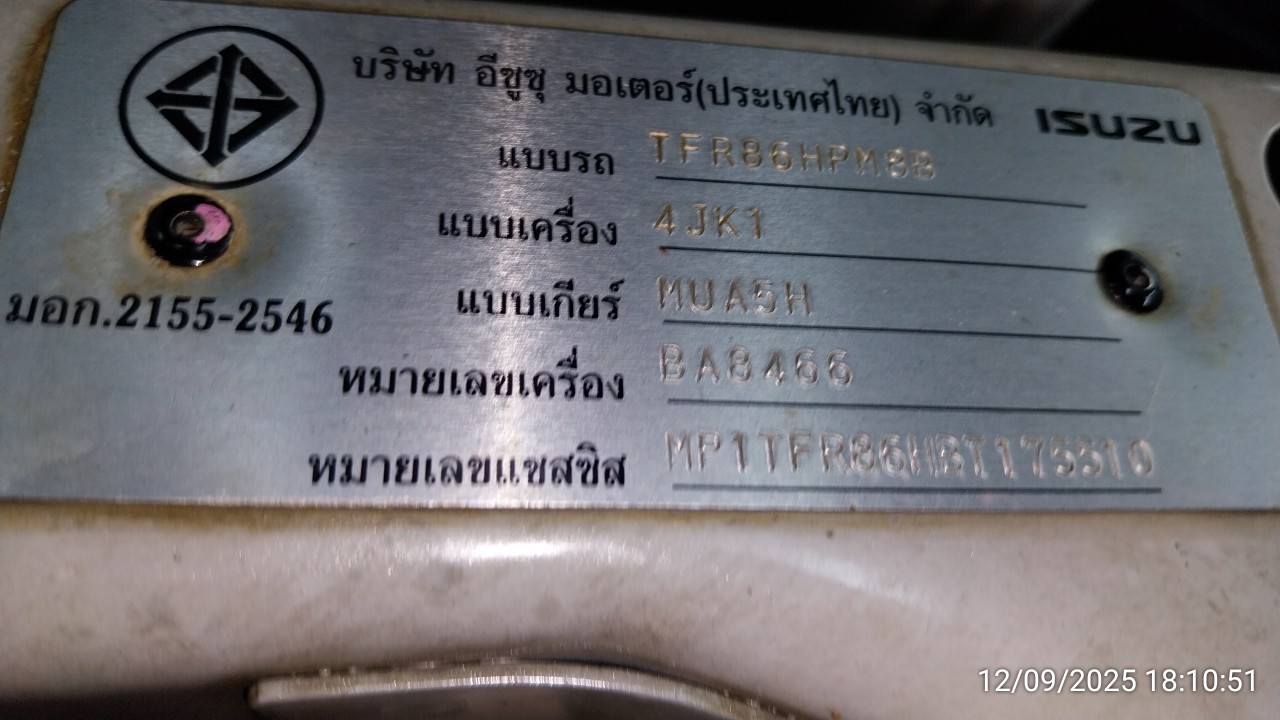 บริษัท อีซูซุ มอเตอร์(ประเทศไทย) จำกัด ISUZU
แบบรถ TFR86HPM8B
แบบเครื่อง 4JK1
แบบเกียร์ MUA5H
มอก.2155-2546
หมายเลขเครื่อง BA8466
หมายเลขแชสซิส
12/09/2025 18:10:51